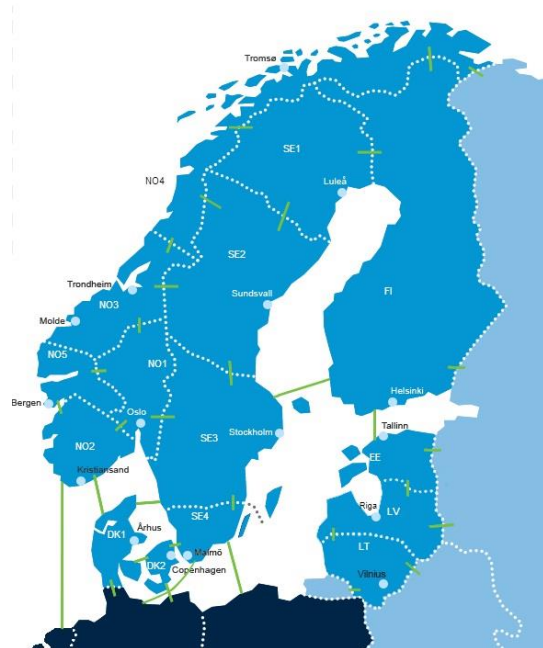 Tromsø
SE1
NO4
Luleå
SE2
Trondheim
FI
NO3
Sundsvall
Molde
NO5
NO1
Helsinki
Bergen
Oslo
Tallinn
Stockholm
SE3
NO2
EE
Kristiansand
Riga
LV
SE4
DK1
Århus
LT
Malmö
DK2
Copenhagen
Vilnius